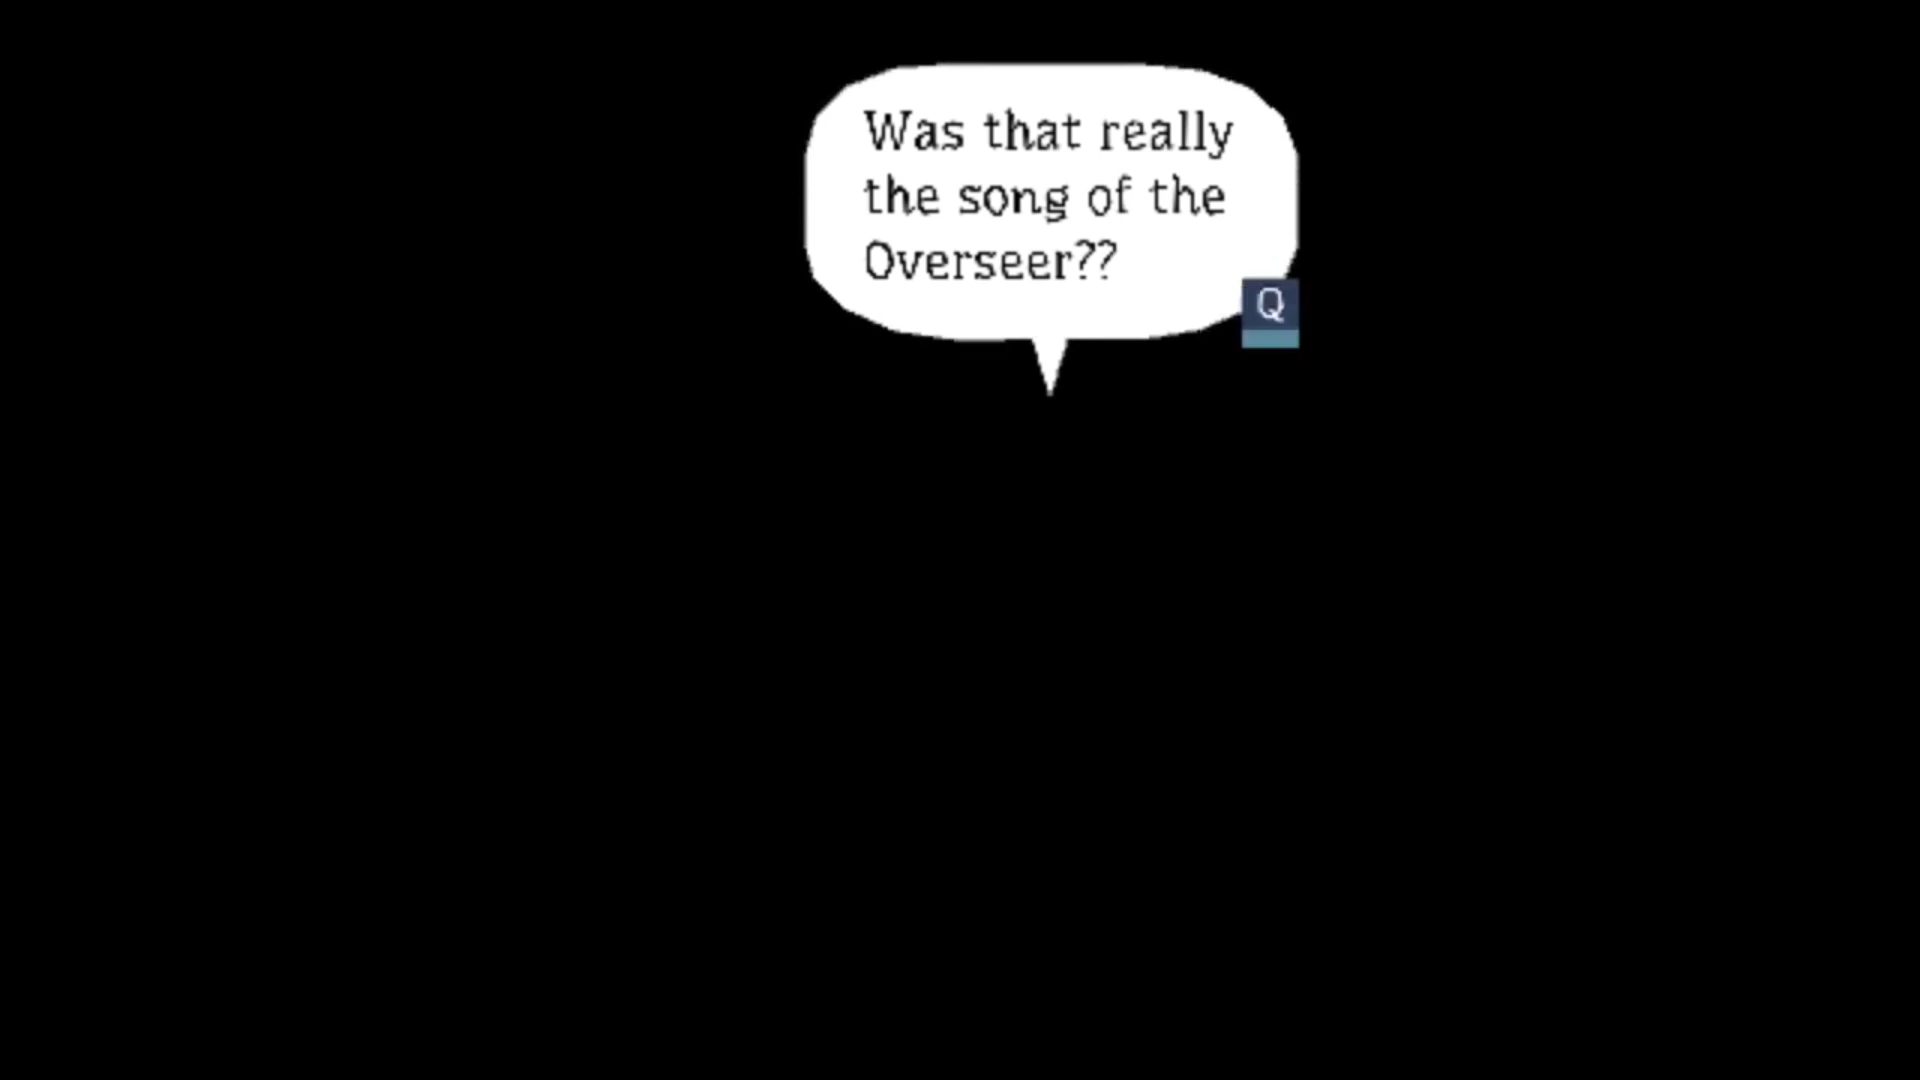 Was that really
the song of the
Overseer??
Q